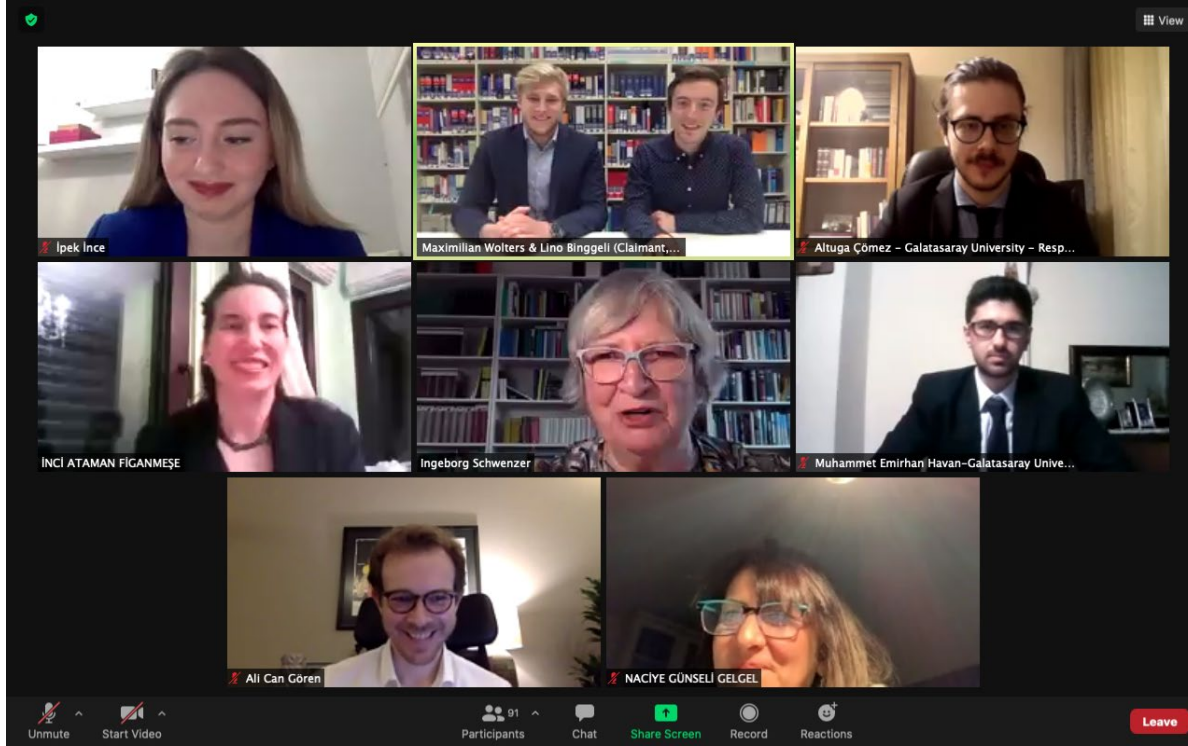 View
İpek İnce
Maximilian Wolters & Lino Binggeli (Claimant,...
Altuga Çömez – Galatasaray University – Resp...
İNCİ ATAMAN FİGANMEŞE
Ingeborg Schwenzer
Muhammet Emirhan Havan–Galatasaray Unive...
Ali Can Gören
NACİYE GÜNSELİ GELGEL
Unmute
Start Video
91
Participants
Chat
Share Screen
Record
Reactions
Leave